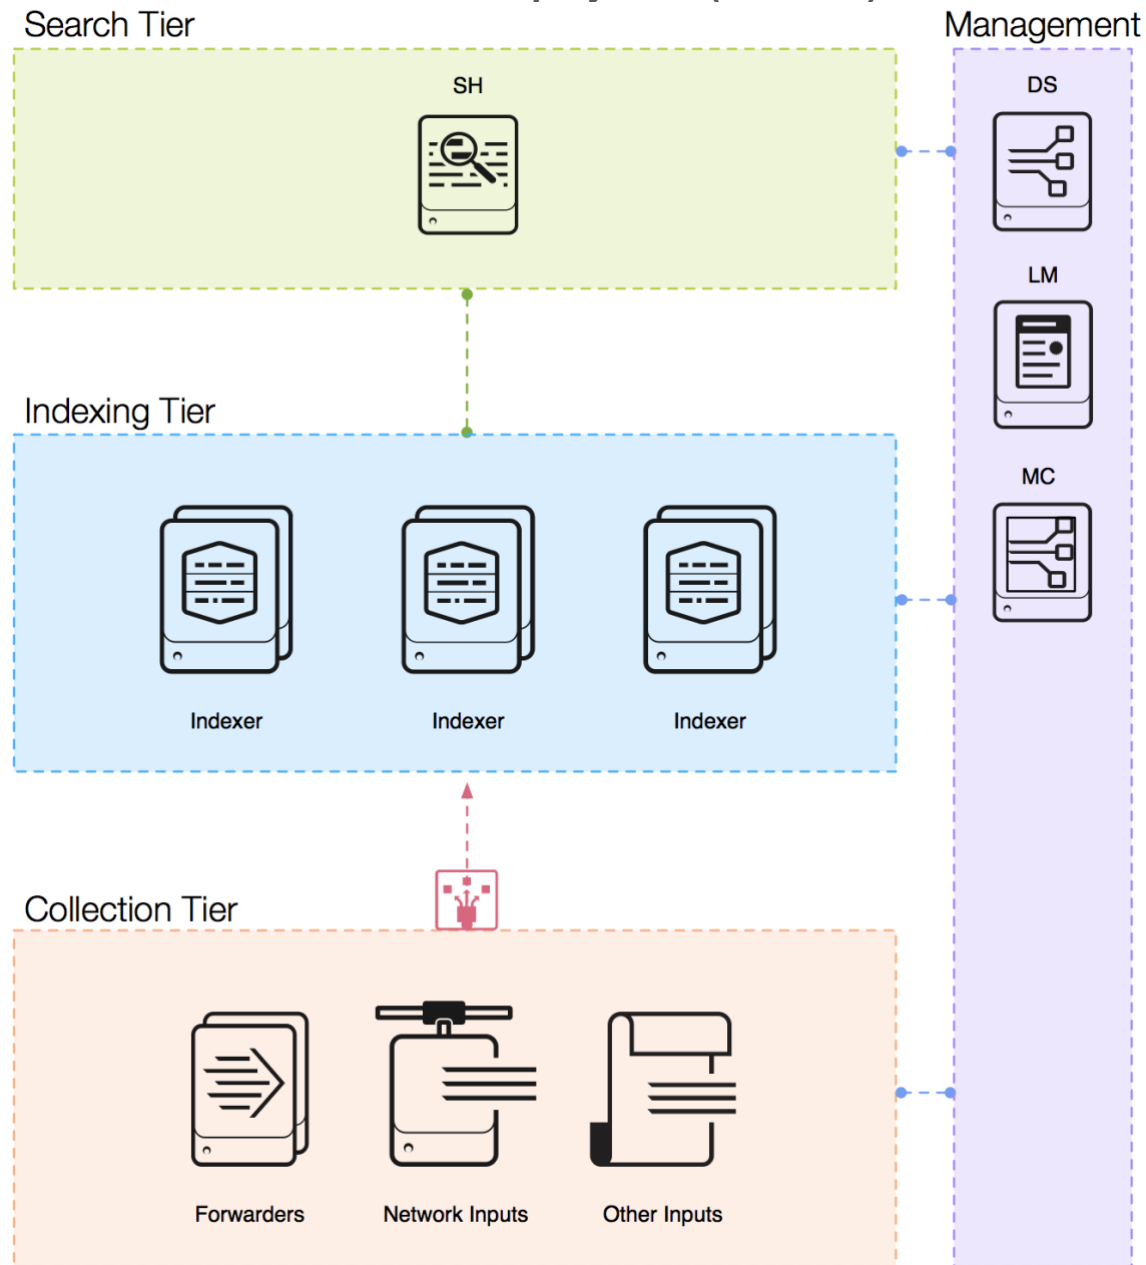 Search Tier
Management
SH
DS
LM
Indexing Tier
MC
Indexer
Indexer
Indexer
Collection Tier
Forwarders
Network Inputs
Other Inputs